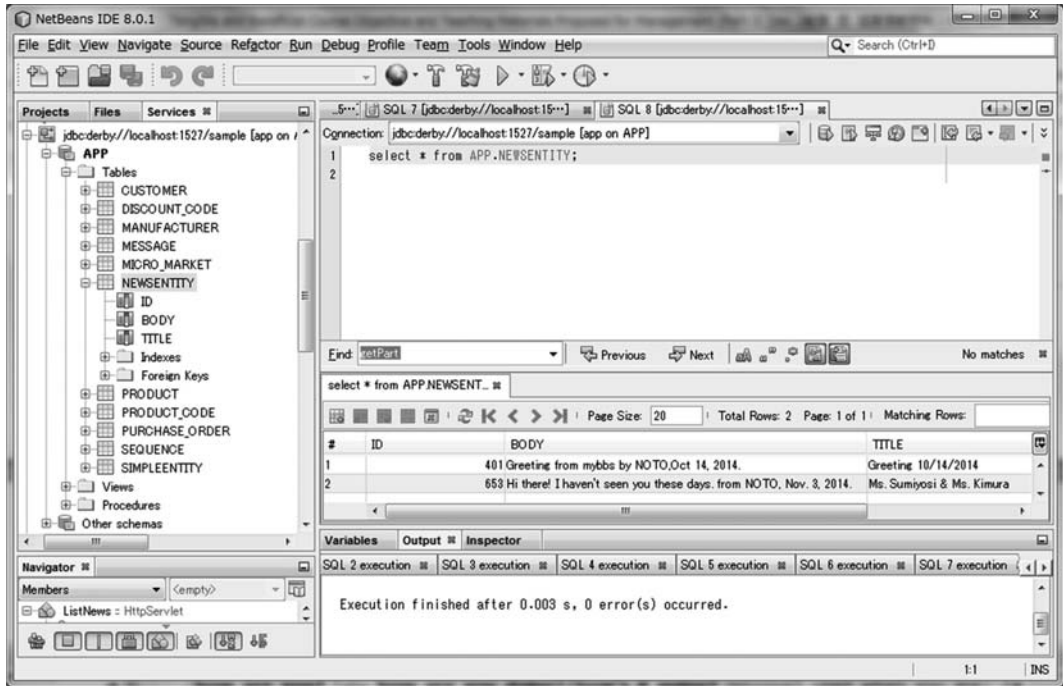 NetBeans IDE 8.0.1
File Edit View Navigate Source Refactor Run Debug Profile Team Tools Window Help
Search (Ctrl+I)
Projects Files Services
jdbc:derby://localhost:1527/sample [app on
APP
Tables
CUSTOMER
DISCOUNT_CODE
MANUFACTURER
MESSAGE
MICRO_MARKET
NEWSENTITY
ID
BODY
TITLE
Indexes
Foreign Keys
PRODUCT
PRODUCT_CODE
PURCHASE_ORDER
SEQUENCE
SIMPLEENTITY
Views
Procedures
Other schemas
Navigator
Members <empty>
ListNews :: HttpServlet
...5…] SQL 7 [jdbc:derby://localhost:15…] SQL 8 [jdbc:derby://localhost:15…]
Connection: jdbc:derby://localhost:1527/sample [app on APP]
1 select * from APP.NEWSENTITY;
2
Find: getPart Previous Next No matches
select * from APP.NEWSENT...
Page Size: 20 Total Rows: 2 Page: 1 of 1 Matching Rows:
# ID BODY TITLE
1 401 Greeting from mybbs by NOTO,Oct 14, 2014. Greeting 10/14/2014
2 653 Hi there! I haven't seen you these days. from NOTO, Nov. 3, 2014. Ms. Sumiyosi & Ms. Kimura
Variables Output Inspector
SQL 2 execution SQL 3 execution SQL 4 execution SQL 5 execution SQL 6 execution SQL 7 execution
Execution finished after 0.003 s, 0 error(s) occurred.
1:1 INS